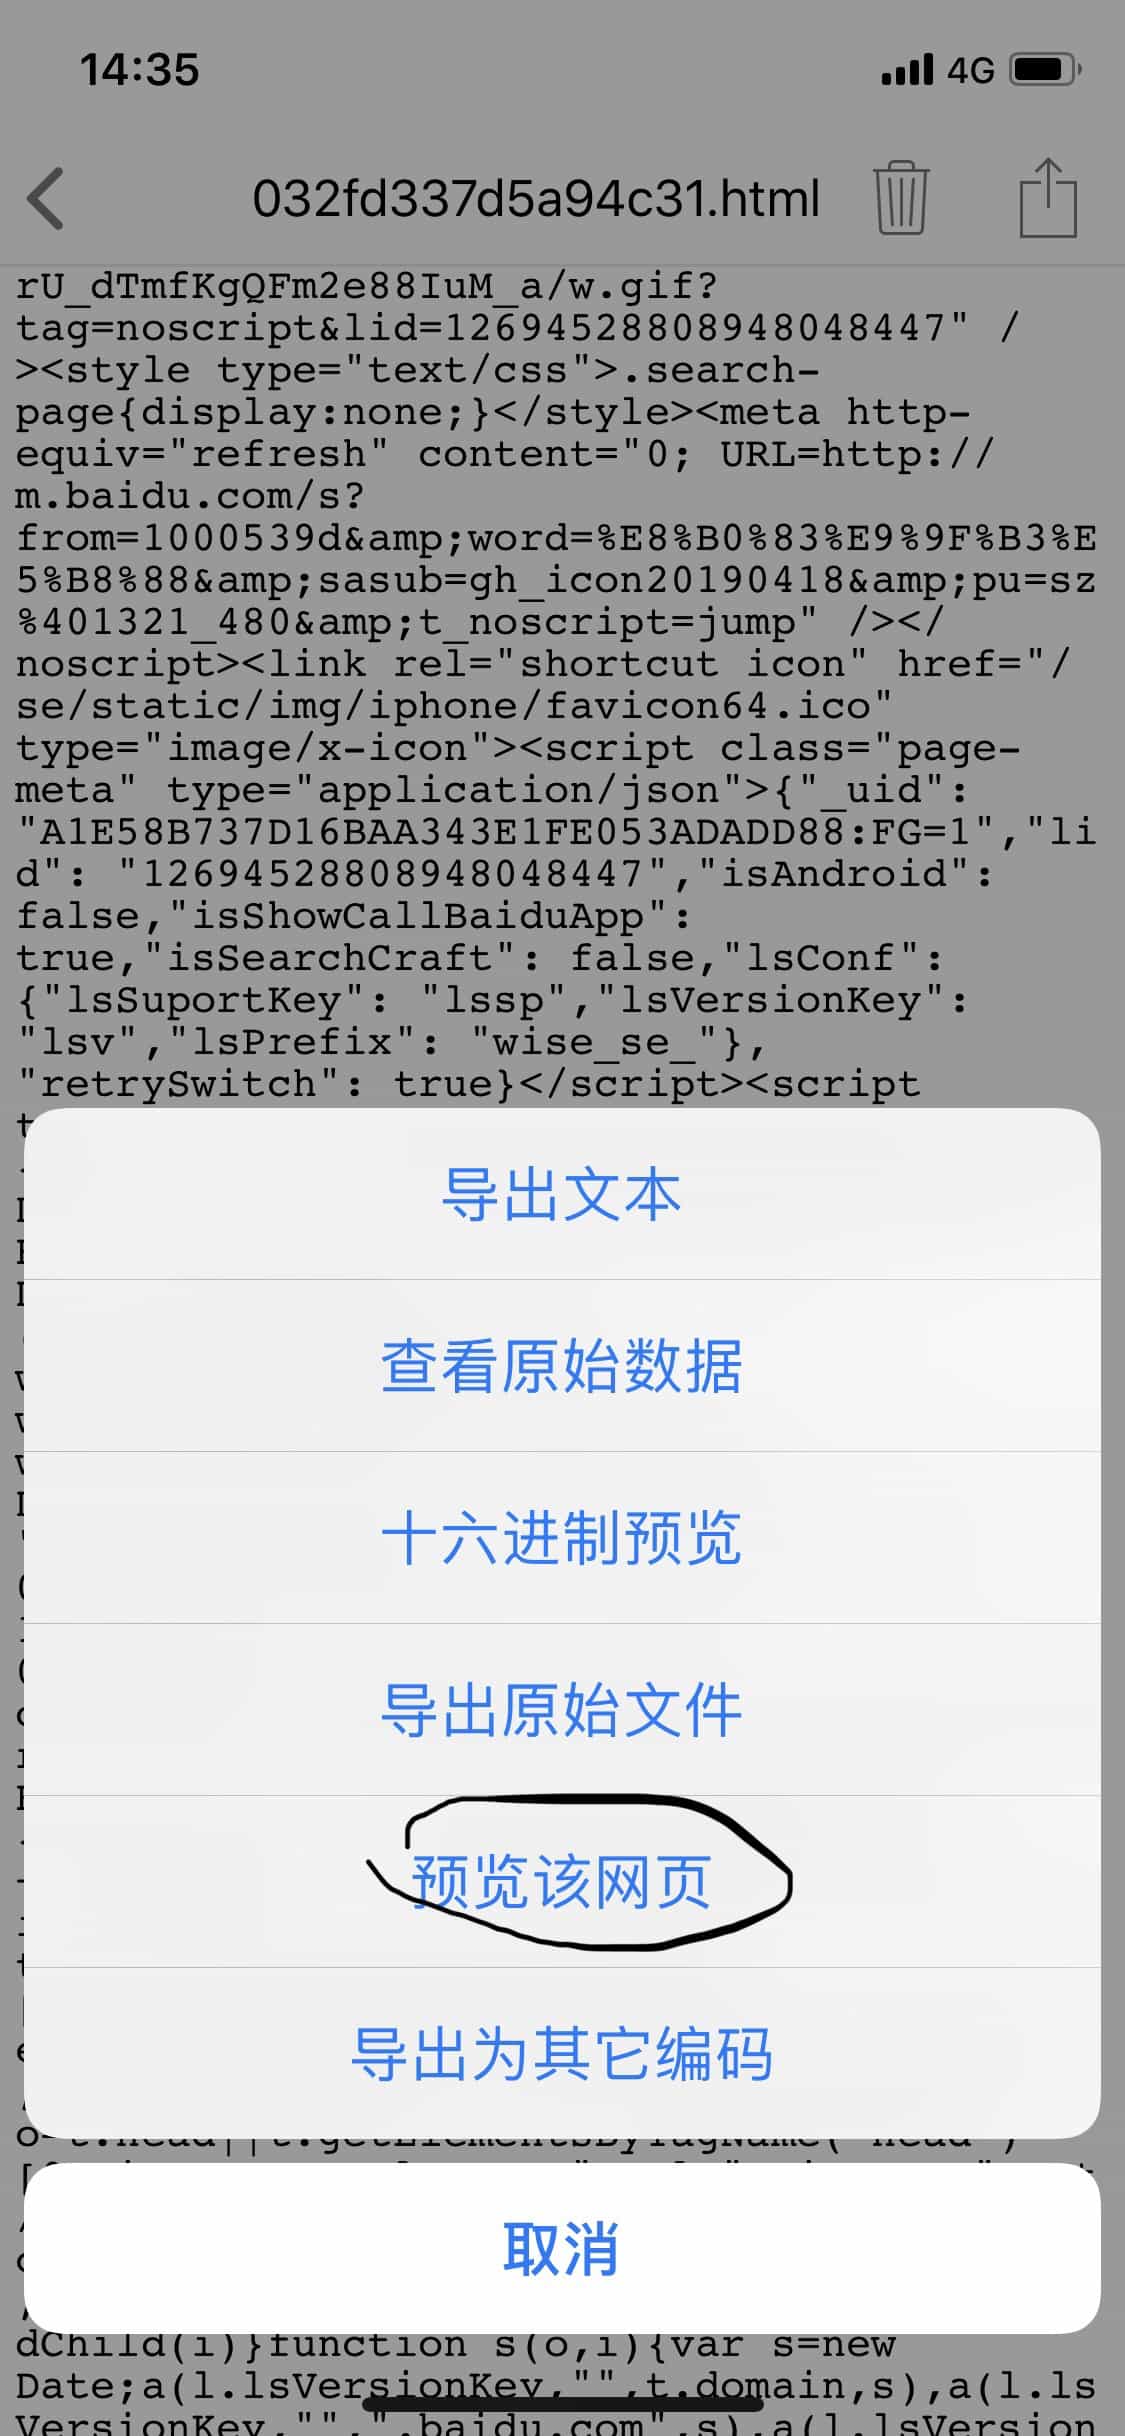 14:35
4G
032fd337d5a94c31.html
rU_dTmfKgQFm2e88IuM_a/w.gif?
tag=noscript&lid=12694528808948048447" /
><style type="text/css">.search-
page{display:none;}</style><meta http-
equiv="refresh" content="0; URL=http://
m.baidu.com/s?
from=1000539d&amp;word=%E8%B0%83%E9%9F%B3%E
5%B8%88&amp;sasub=gh_icon20190418&amp;pu=sz
%401321_480&amp;t_noscript=jump" /></
noscript><link rel="shortcut icon" href="/
se/static/img/iphone/favicon64.ico"
type="image/x-icon"><script class="page-
meta" type="application/json">{"_uid":
"A1E58B737D16BAA343E1FE053ADADD88:FG=1","li
d": "12694528808948048447","isAndroid":
false,"isShowCallBaiduApp":
true,"isSearchCraft": false,"lsConf":
{"lsSuportKey": "lssp","lsVersionKey":
"lsv","lsPrefix": "wise_se_"},
"retrySwitch": true}</script><script
导出文本
查看原始数据
十六进制预览
导出原始文件
预览该网页
导出为其它编码
取消
dChild(i)}function s(o,i){var s=new
Date;a(l.lsVersionKey,"",t.domain,s),a(l.ls
VersionKey,"",".baidu.com",s),a(l.lsVersion